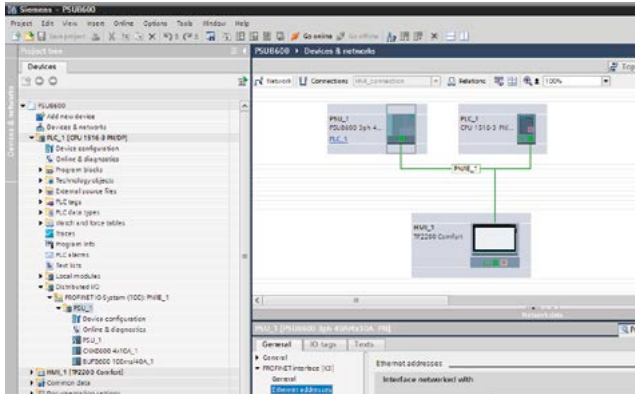 Siemens - PSU8600
Project Edit View Insert Online Options Tools Window Help
Save project
Go online
Go offline
Project tree
PSU8600 › Devices & networks
Devices
Network
Connections
HMI_connection
Relations
100%
PSU8600
Add new device
Devices & networks
PLC_1 [CPU 1516-3 PN/DP]
Device configuration
Online & diagnostics
Program blocks
Technology objects
External source files
PLC tags
PLC data types
Watch and force tables
Traces
Program info
PLC alarms
Text lists
Local modules
Distributed I/O
PROFINET IO-System (100): PN/IE_1
PSU_1
Device configuration
Online & diagnostics
PSU_1
CNX8600 4x10A_1
BUF8600 100ms/40A_1
HMI_1 [TP2200 Comfort]
Common data
Documentation settings
Devices & networks
PSU_1
PSU8600 3ph 4...
PLC_1
PLC_1
CPU 1516-3 PN...
PN/IE_1
HMI_1
TP2200 Comfort
Network data
PSU_1 [PSU8600 3ph 40A/4x10A PN]
General
IO tags
Texts
General
PROFINET interface [X1]
General
Ethernet addresses
Ethernet addresses
Interface networked with